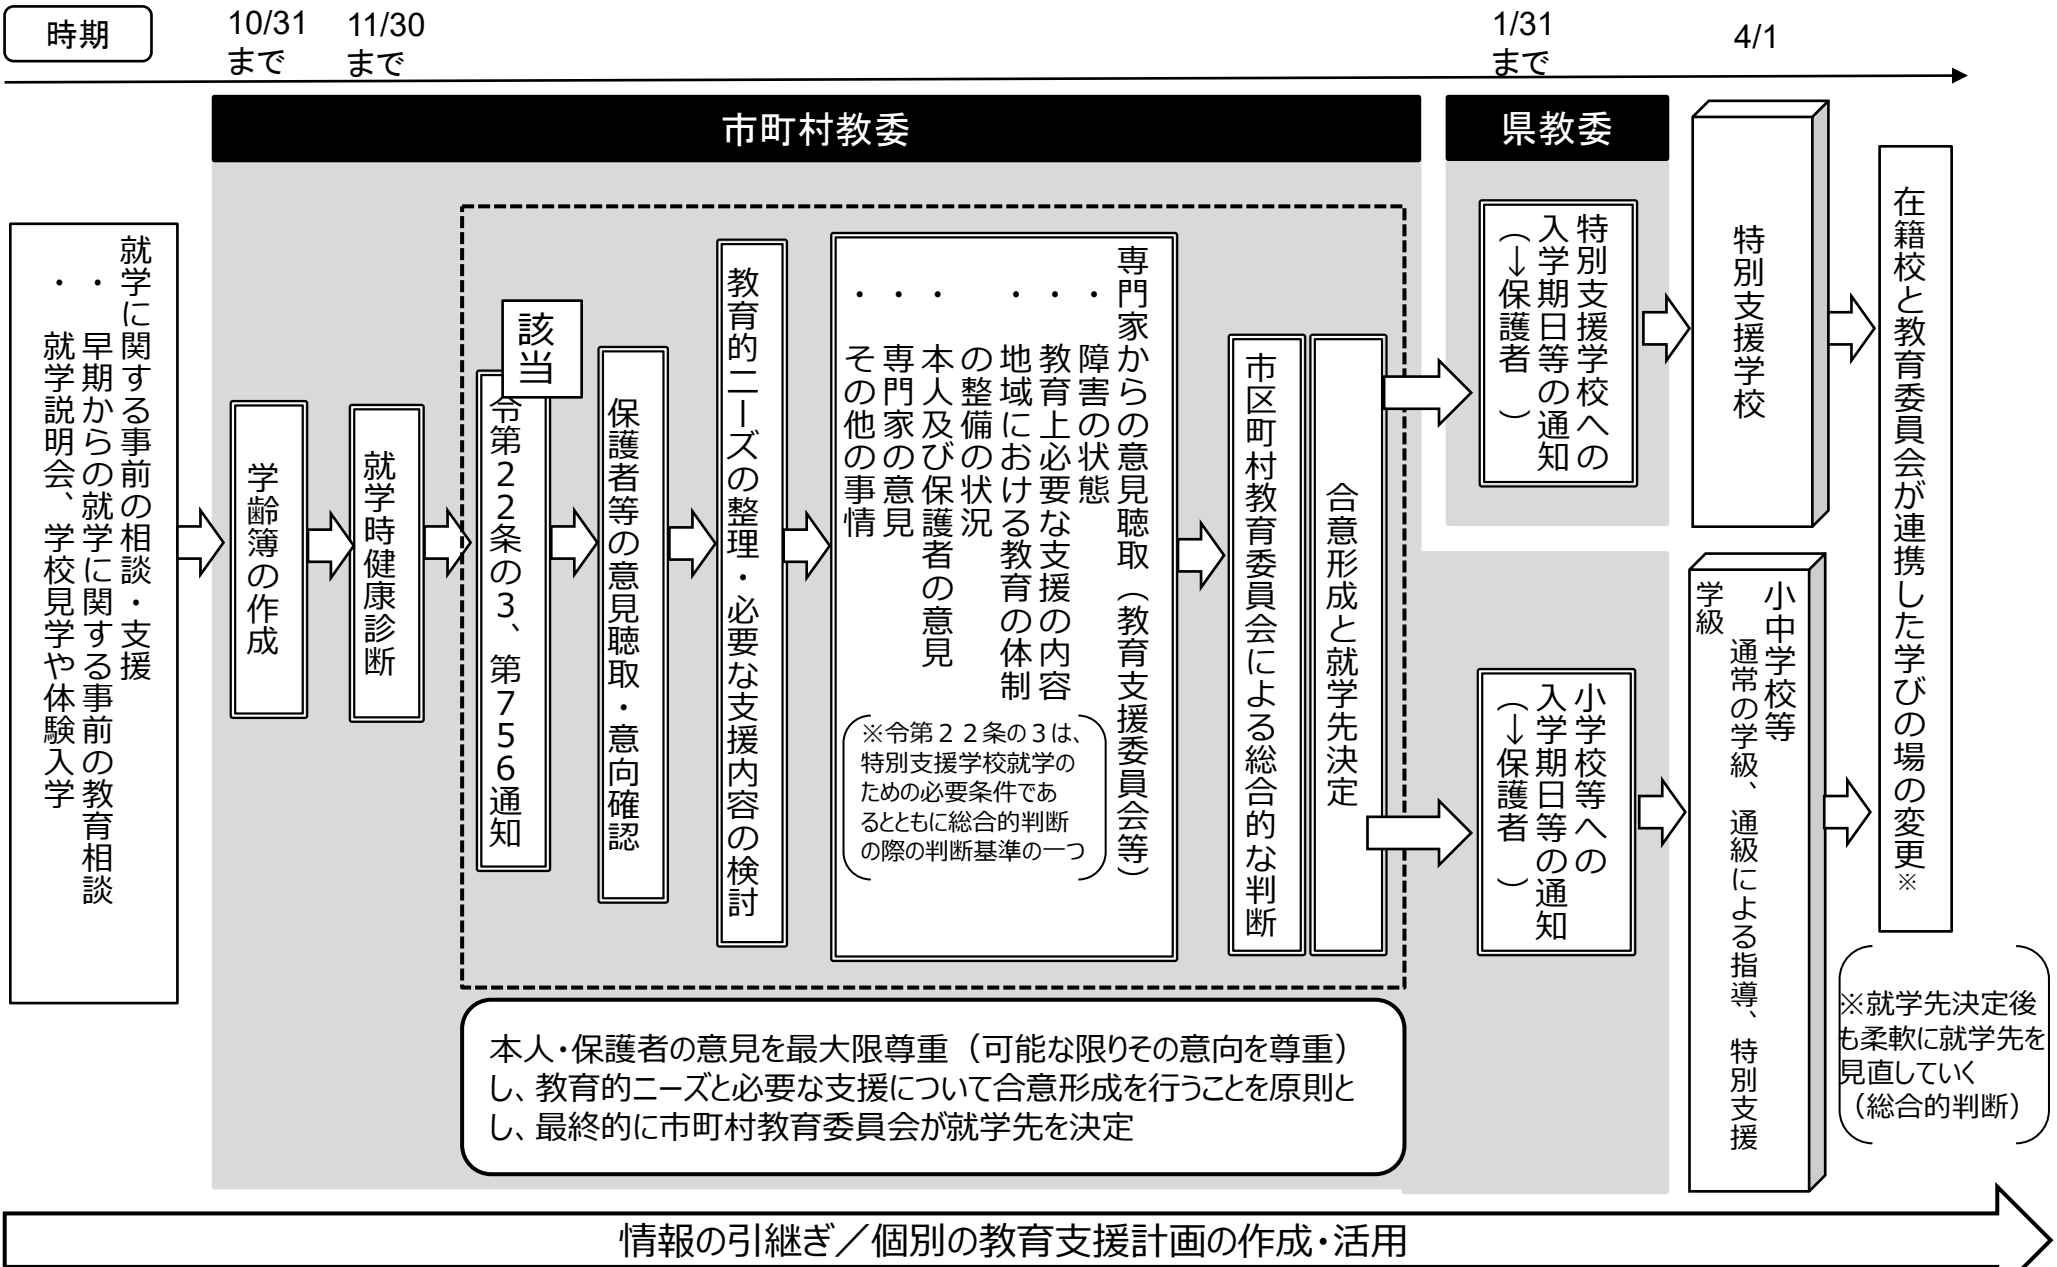 時期
10/31
まで
11/30
まで
1/31
まで
4/1
市町村教委
県教委
就学に関する事前の相談・支援
・　早期からの就学に関する事前の教育相談
・　就学説明会、学校見学や体験入学
学齢簿の作成
就学時健康診断
該当
令第２２条の３、第７５６通知
保護者等の意見聴取・意向確認
教育的ニーズの整理・必要な支援内容の検討
専門家からの意見聴取（教育支援委員会等）
・　障害の状態
・　教育上必要な支援の内容
・　地域における教育の体制
の整備の状況
・　本人及び保護者の意見
・　専門家の意見
・　その他の事情
※令第２２条の３は、
特別支援学校就学の
ための必要条件であ
るとともに総合的判断
の際の判断基準の一つ
市区町村教育委員会による総合的な判断
合意形成と就学先決定
特別支援学校への
入学期日等の通知
（→保護者　）
小学校等への
入学期日等の通知
（→保護者　）
特別支援学校
小中学校等
通常の学級、通級による指導、特別支援
学級
在籍校と教育委員会が連携した学びの場の変更※
※就学先決定後
も柔軟に就学先を
見直していく
（総合的判断）
本人・保護者の意見を最大限尊重（可能な限りその意向を尊重）
し、教育的ニーズと必要な支援について合意形成を行うことを原則と
し、最終的に市町村教育委員会が就学先を決定
情報の引継ぎ／個別の教育支援計画の作成・活用